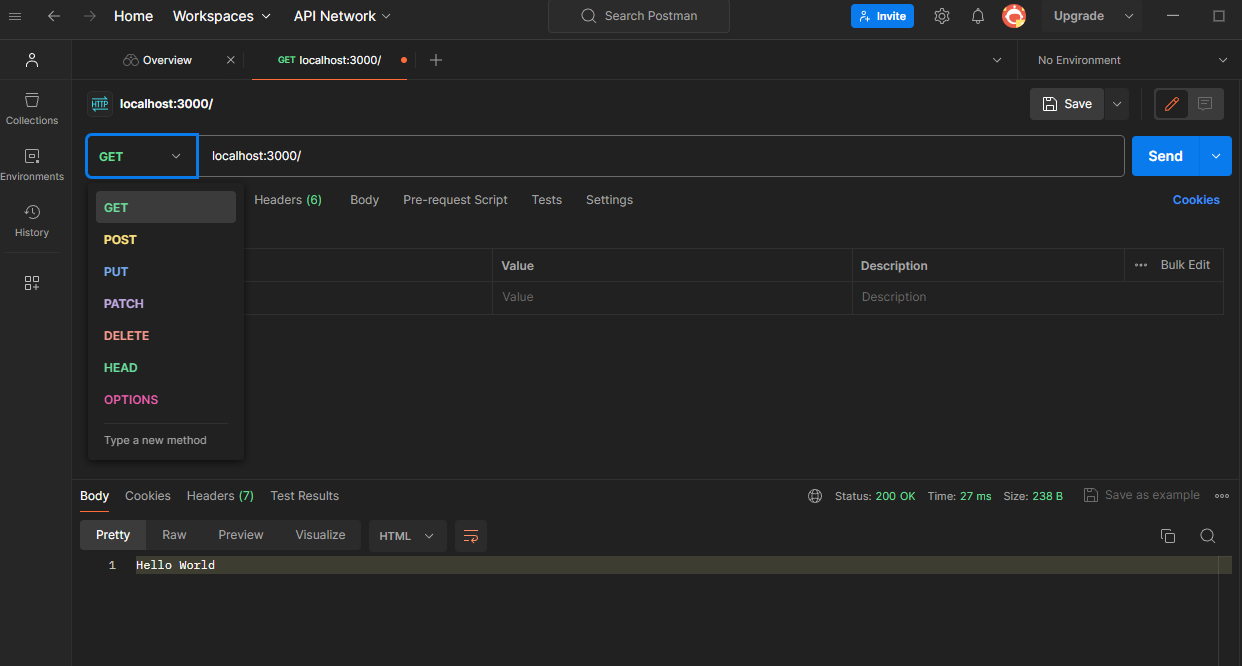 Home Workspaces API Network Search Postman Invite Upgrade
Overview GET localhost:3000/ No Environment
HTTP localhost:3000/ Save
Collections
GET localhost:3000/ Send
Environments
GET Headers (6) Body Pre-request Script Tests Settings Cookies
History
POST
Value Description Bulk Edit
PUT
Value Description
PATCH
DELETE
HEAD
OPTIONS
Type a new method
Body Cookies Headers (7) Test Results Status: 200 OK Time: 27 ms Size: 238 B Save as example
Pretty Raw Preview Visualize HTML
1 Hello World